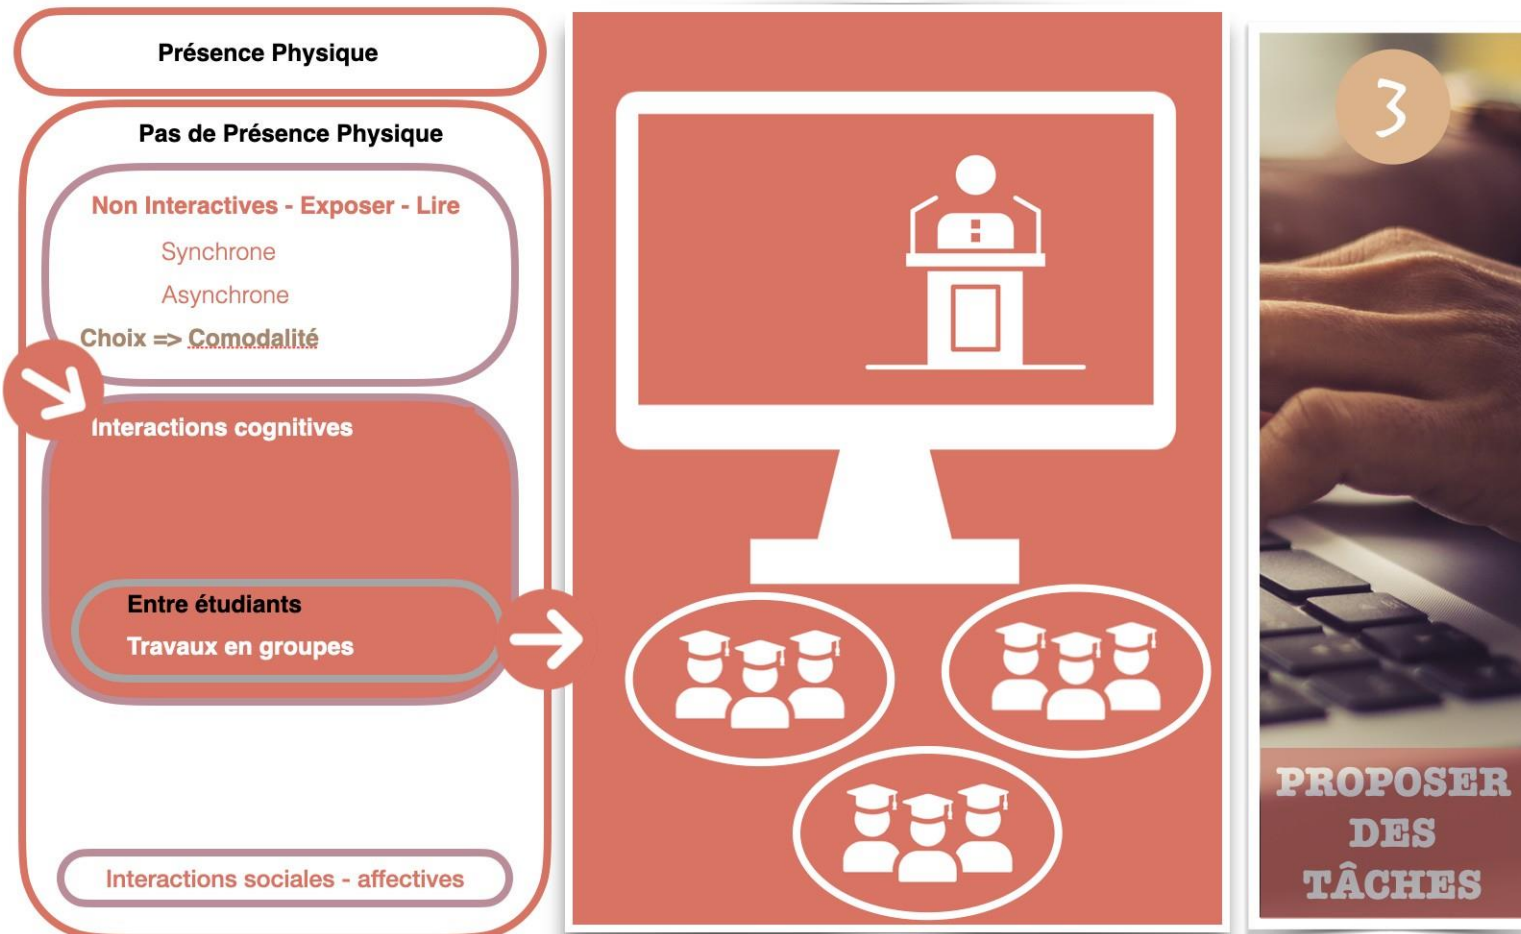 Présence Physique
Pas de Présence Physique
Non Interactives - Exposer - Lire
Synchrone
Asynchrone
Choix => Comodalité
Interactions cognitives
Entre étudiants
Travaux en groupes
Interactions sociales - affectives
3
PROPOSER
DES
TÂCHES